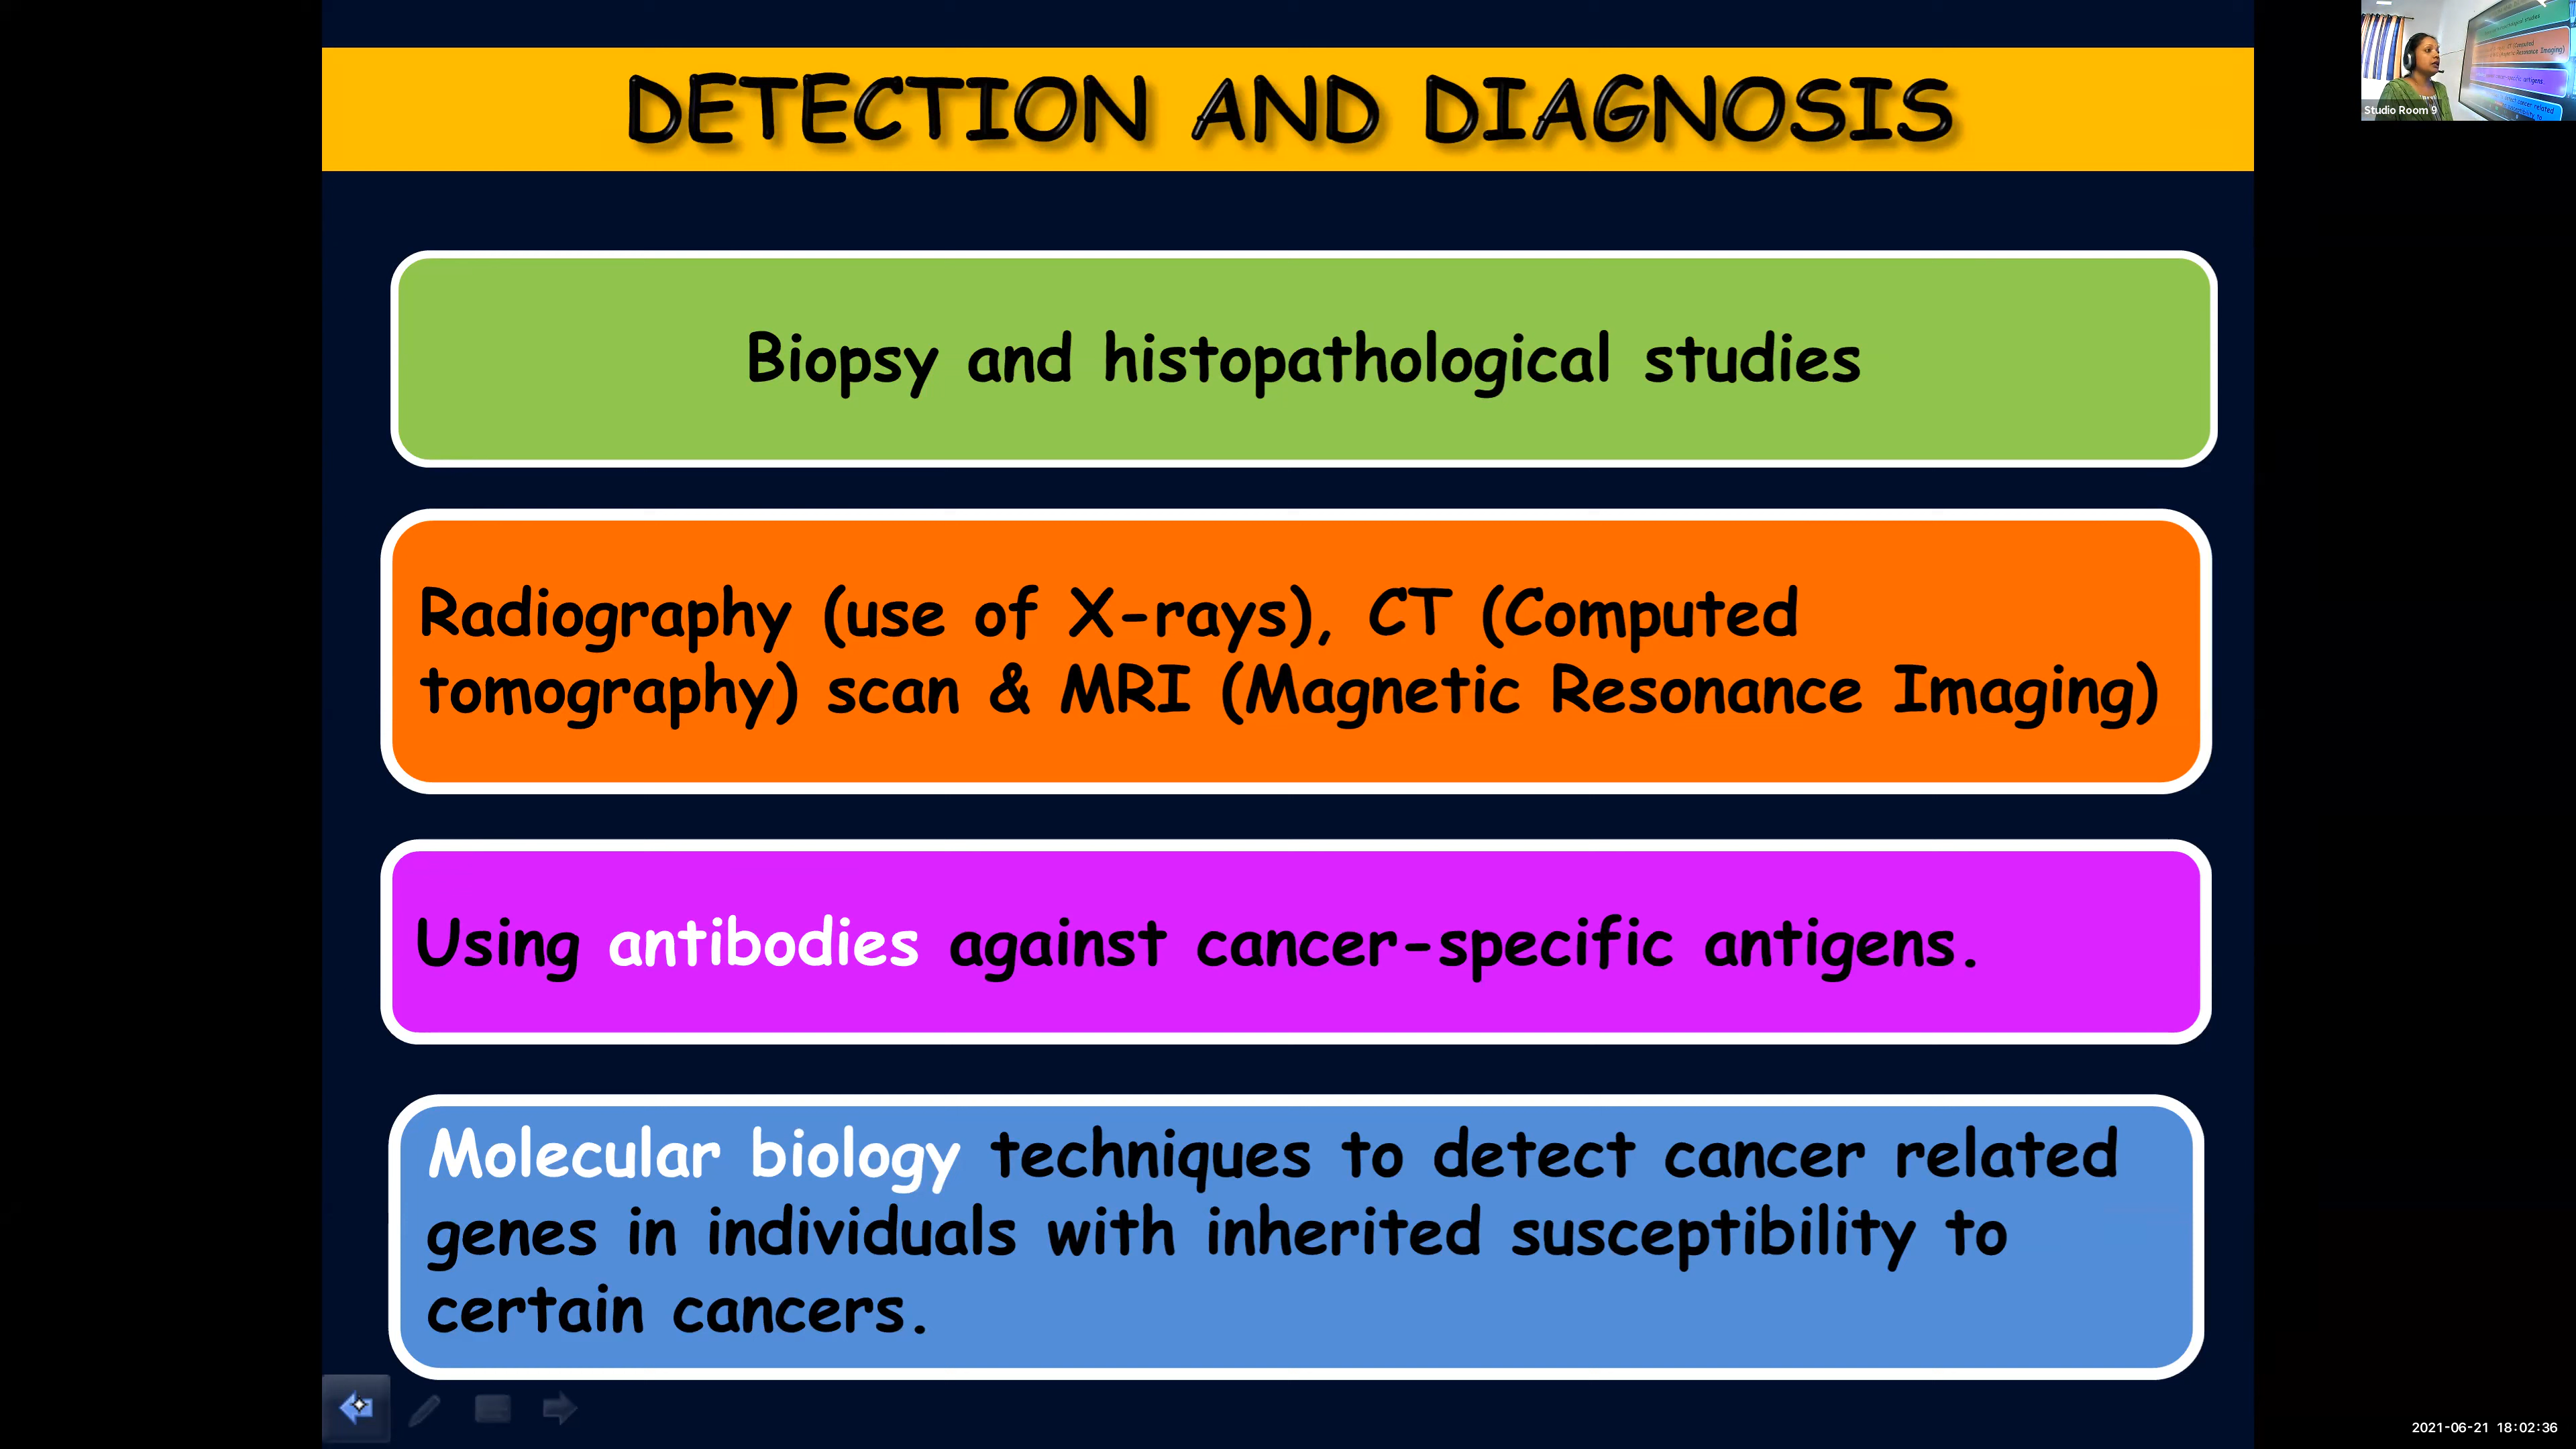 DETECTION AND DIAGNOSIS
Biopsy and histopathological studies
Radiography (use of X-rays), CT (Computed
tomography) scan & MRI (Magnetic Resonance Imaging)
Using antibodies against cancer-specific antigens.
Molecular biology techniques to detect cancer related
genes in individuals with inherited susceptibility to
certain cancers.
Studio Room 9
2021-06-21 18:02:36